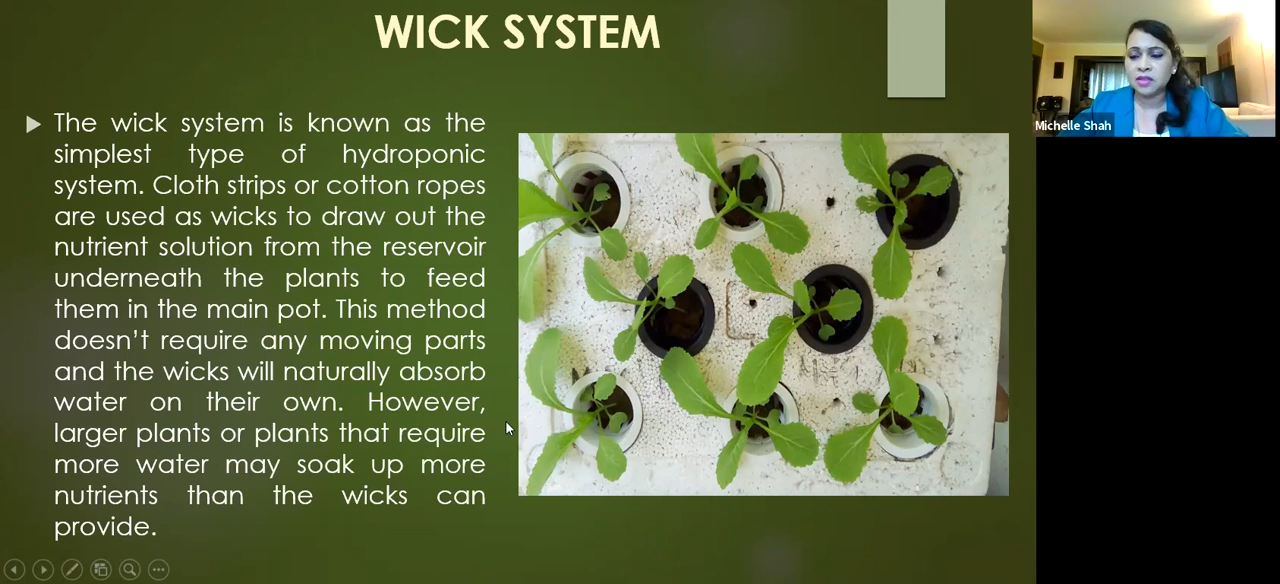 WICK SYSTEM
The wick system is known as the
simplest type of hydroponic
system. Cloth strips or cotton ropes
are used as wicks to draw out the
nutrient solution from the reservoir
underneath the plants to feed
them in the main pot. This method
doesn’t require any moving parts
and the wicks will naturally absorb
water on their own. However,
larger plants or plants that require
more water may soak up more
nutrients than the wicks can
provide.
Michelle Shah